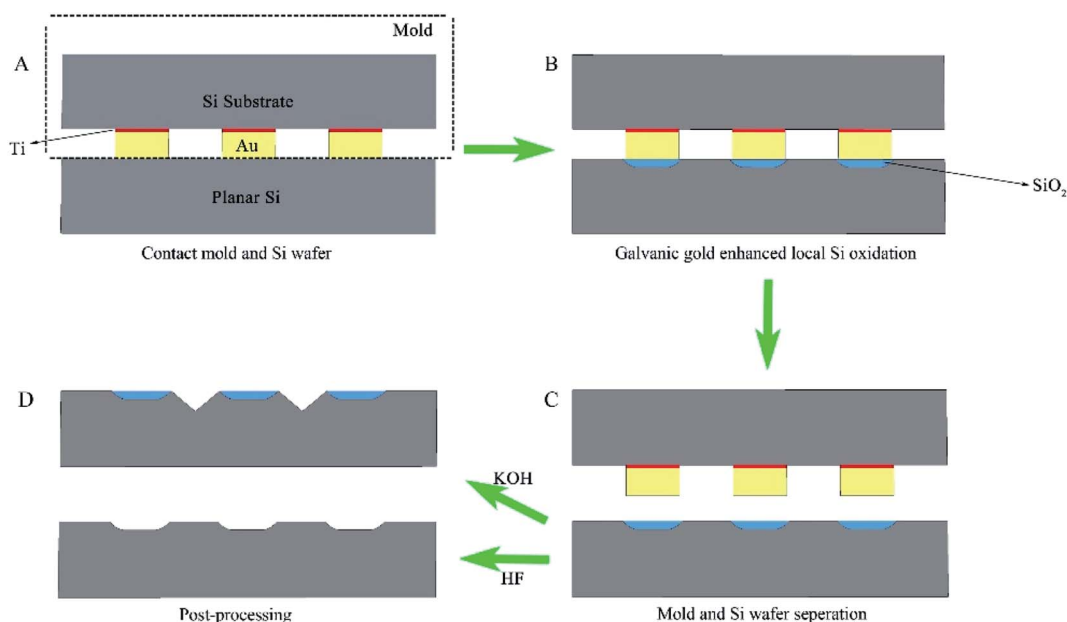 Mold
A
Si Substrate
Ti
Au
Planar Si
Contact mold and Si wafer
B
SiO₂
Galvanic gold enhanced local Si oxidation
D
KOH
HF
Post-processing
C
Mold and Si wafer seperation